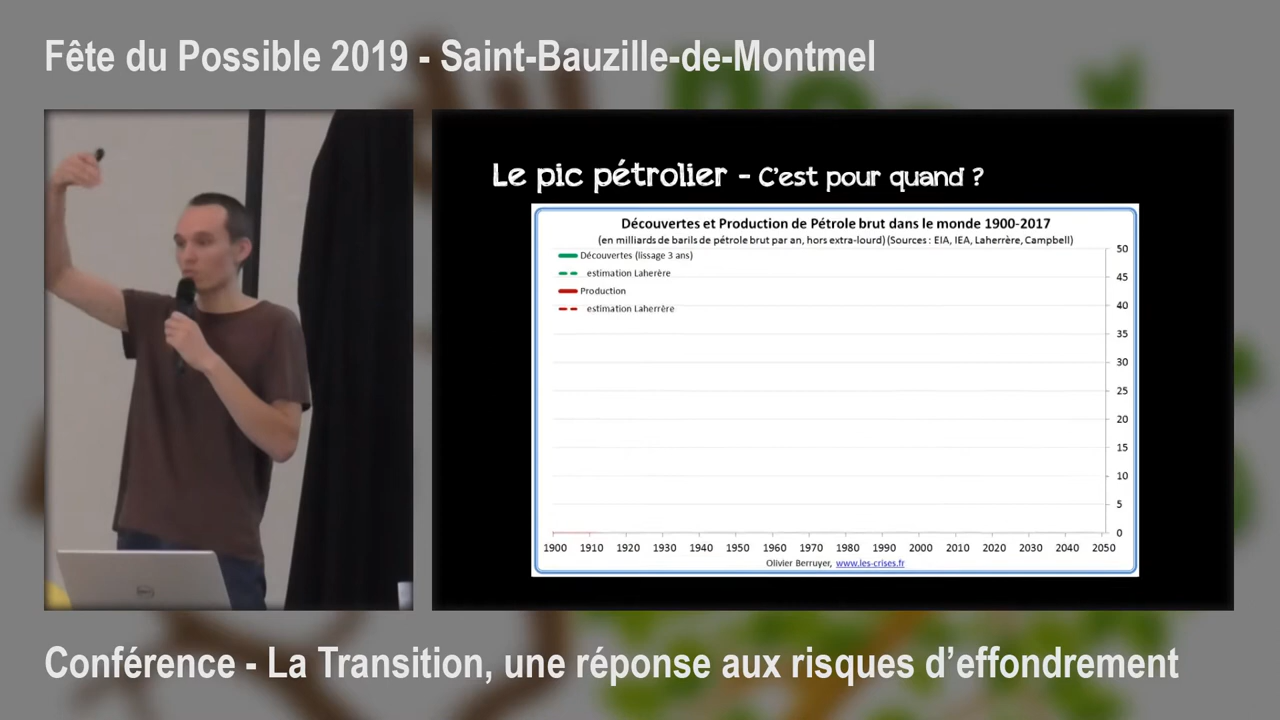 Fête du Possible 2019 - Saint-Bauzille-de-Montmel
Le pic pétrolier - C'est pour quand ?
Découvertes et Production de Pétrole brut dans le monde 1900-2017
(en milliards de barils de pétrole brut par an, hors extra-lourd) (Sources : EIA, IEA, Laherrère, Campbell)
Découvertes (lissage 3 ans)
estimation Laherère
Production
estimation Laherrère
50
45
40
35
30
25
20
15
10
5
0
1900 1910 1920 1930 1940 1950 1960 1970 1980 1990 2000 2010 2020 2030 2040 2050
Olivier Berruyer, www.les-crises.fr
Conférence - La Transition, une réponse aux risques d'effondrement